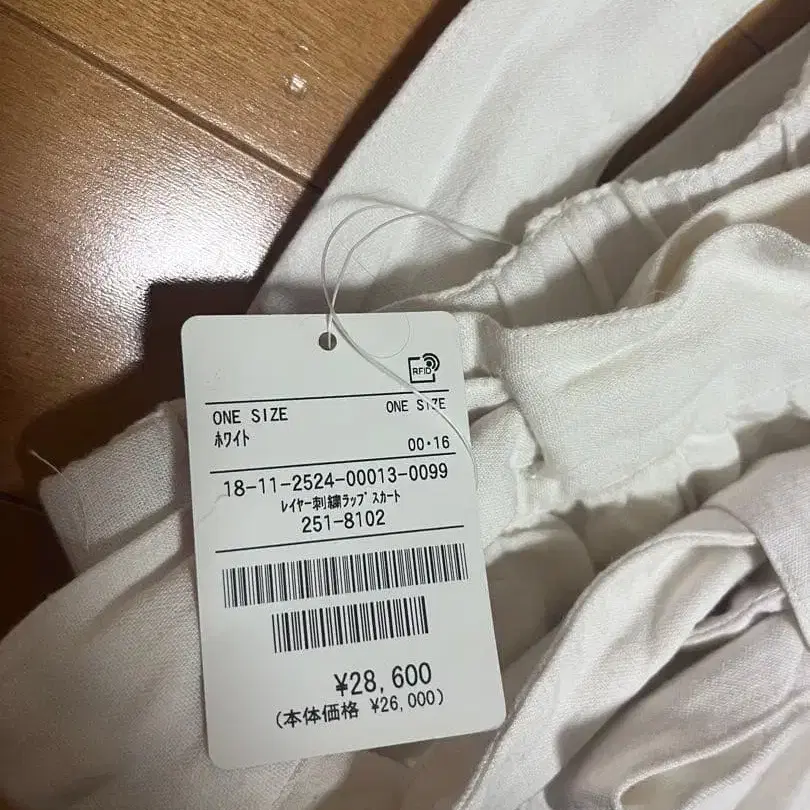 RFID
ONE SIZE ONE SIZE
ﾎﾜｲﾄ 00・16
18-11-2524-00013-0099
ﾚｲﾔｰ刺繍ﾗｯﾌﾟｽｶｰﾄ
251-8102
¥28,600
(本体価格 ¥26,000)